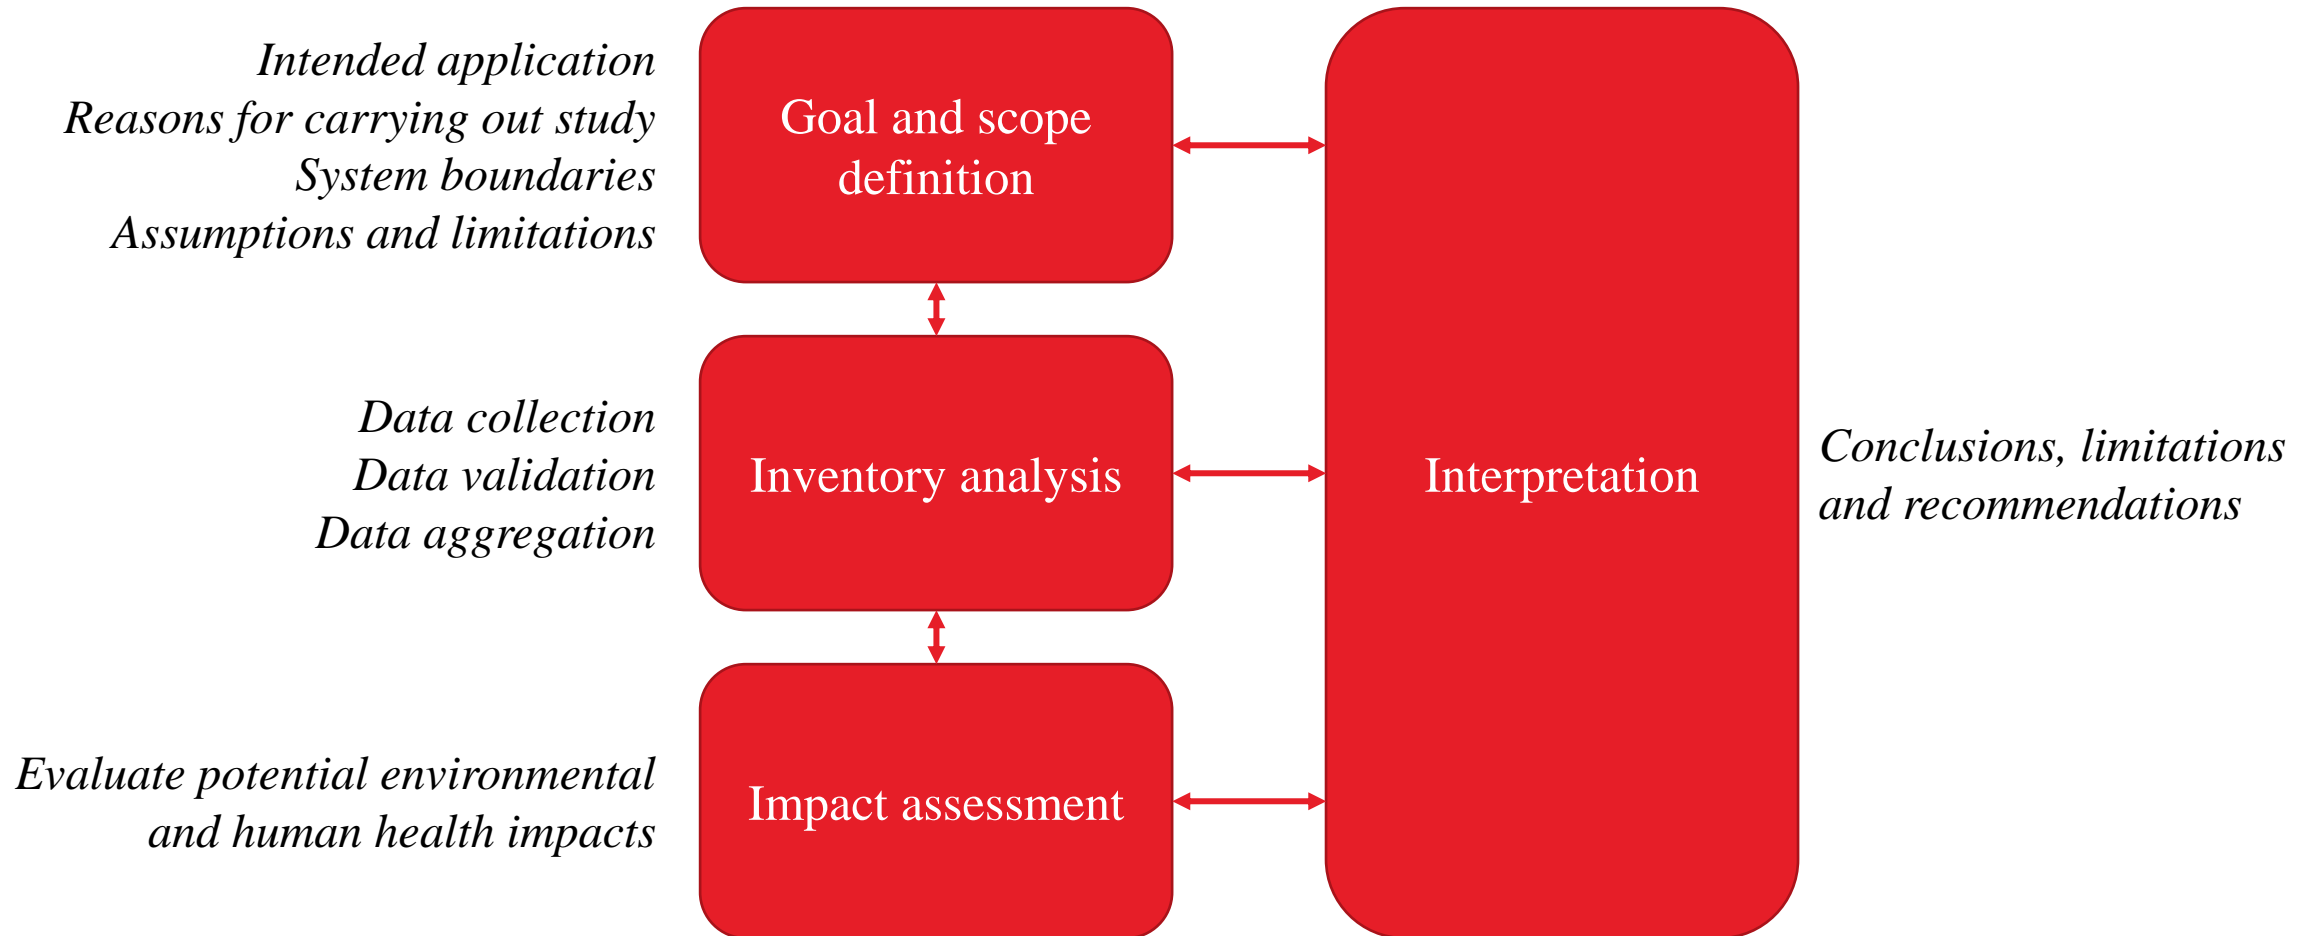 Intended application
Reasons for carrying out study
System boundaries
Assumptions and limitations
Goal and scope
definition
Data collection
Data validation
Data aggregation
Inventory analysis
Interpretation
Conclusions, limitations
and recommendations
Evaluate potential environmental
and human health impacts
Impact assessment